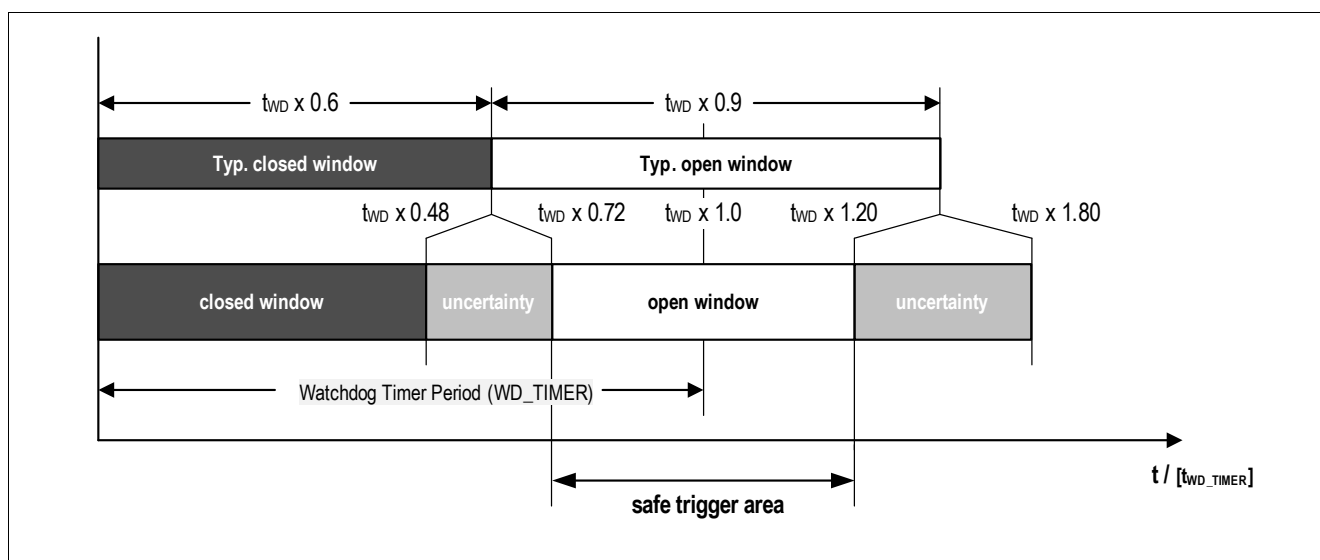 tWD x 0.6
tWD x 0.9
Typ. closed window
Typ. open window
tWD x 0.48
tWD x 0.72
tWD x 1.0
tWD x 1.20
tWD x 1.80
closed window
uncertainty
open window
uncertainty
Watchdog Timer Period (WD_TIMER)
t / [tWD_TIMER]
safe trigger area